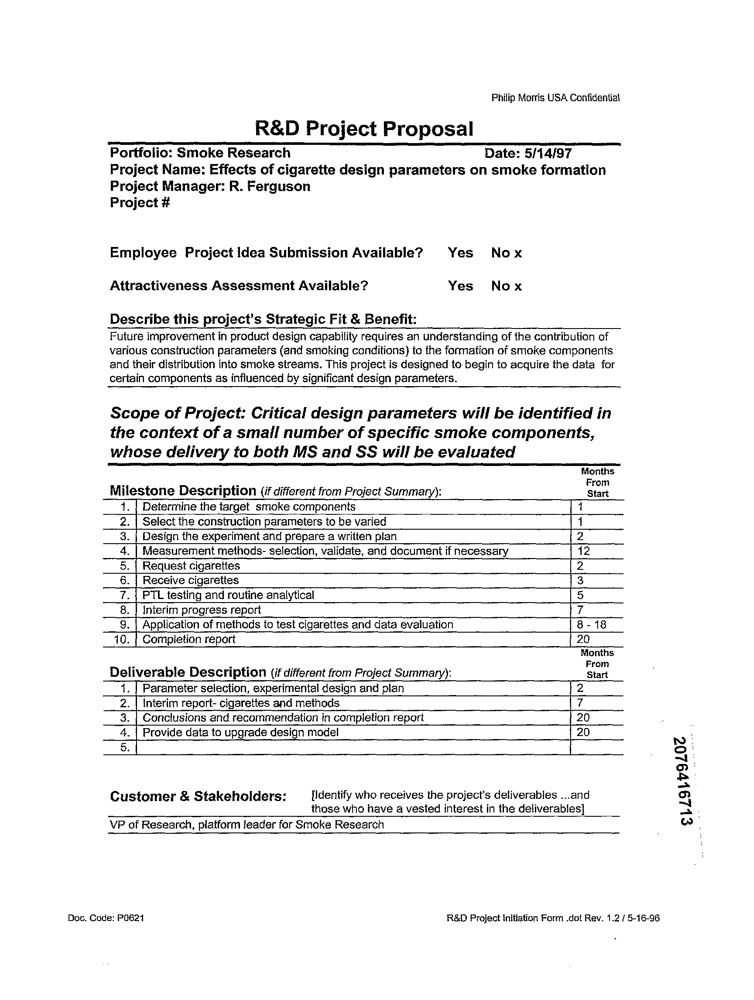 Philip Morris USA Confidential
R&D Project Proposal
Portfolio: Smoke Research Date: 5/14/97
Project Name: Effects of cigarette design parameters on smoke formation
Project Manager: R. Ferguson
Project #
Employee Project Idea Submission Available? Yes No x
Attractiveness Assessment Available? Yes No x
Describe this project's Strategic Fit & Benefit:
Future improvement in product design capability requires an understanding of the contribution of
various construction parameters (and smoking conditions) to the formation of smoke components
and their distribution into smoke streams. This project is designed to begin to acquire the data for
certain components as influenced by significant design parameters.
Scope of Project: Critical design parameters will be identified in
the context of a small number of specific smoke components,
whose delivery to both MS and SS will be evaluated
Months
From
Milestone Description (if different from Project Summary): Start
1. Determine the target smoke components 1
2. Select the construction parameters to be varied 1
3. Design the experiment and prepare a written plan 2
4. Measurement methods- selection, validate, and document if necessary 12
5. Request cigarettes 2
6. Receive cigarettes 3
7. PTL testing and routine analytical 5
8. Interim progress report 7
9. Application of methods to test cigarettes and data evaluation 8 - 18
10. Completion report 20
Months
From
Deliverable Description (if different from Project Summary): Start
1. Parameter selection, experimental design and plan 2
2. Interim report- cigarettes and methods 7
3. Conclusions and recommendation in completion report 20
4. Provide data to upgrade design model 20
5.
Customer & Stakeholders: [Identify who receives the project's deliverables ...and
those who have a vested interest in the deliverables]
VP of Research, platform leader for Smoke Research
2076416713
Doc. Code: P0621 R&D Project Initiation Form .dot Rev. 1.2 / 5-16-96